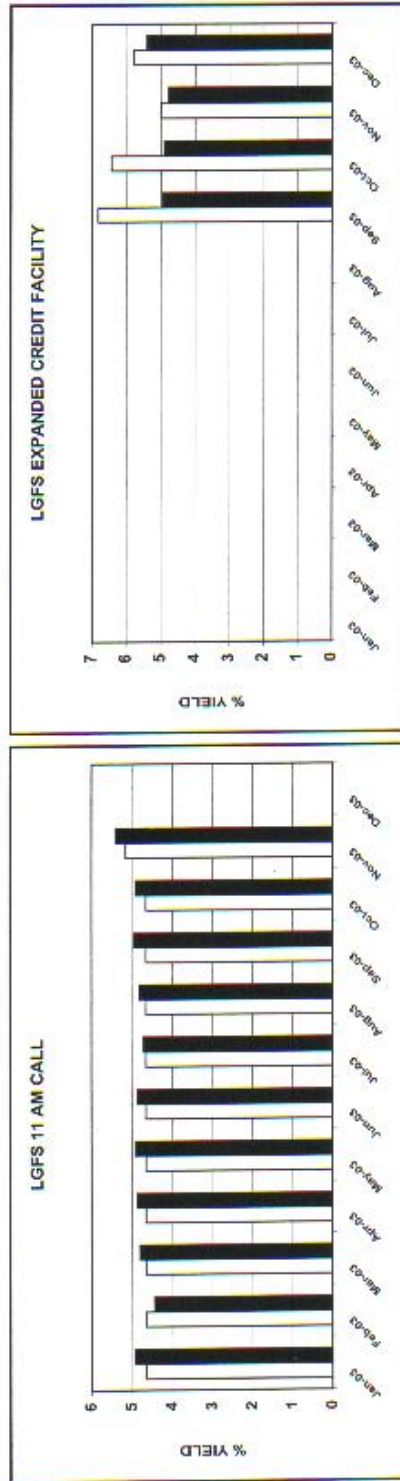 LGFS 11 AM CALL
% YIELD
6
5
4
3
2
1
0
Jan-03
Feb-03
Mar-03
Apr-03
May-03
Jun-03
Jul-03
Aug-03
Sep-03
Oct-03
Nov-03
Dec-03
LGFS EXPANDED CREDIT FACILITY
% YIELD
7
6
5
4
3
2
1
0
Jan-03
Feb-03
Mar-03
Apr-03
May-03
Jun-03
Jul-03
Aug-03
Sep-03
Oct-03
Nov-03
Dec-03